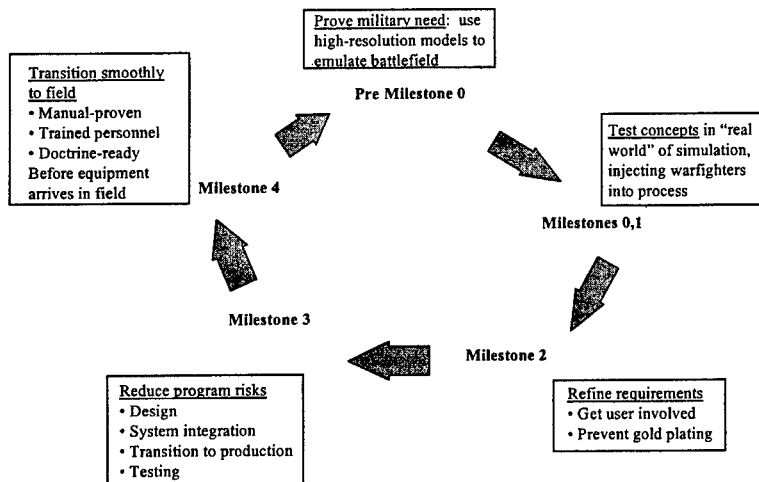 Prove military need: use
high-resolution models to
emulate battlefield
Pre Milestone 0
Test concepts in "real
world" of simulation,
injecting warfighters
into process
Milestones 0,1
Milestone 2
Refine requirements
• Get user involved
• Prevent gold plating
Milestone 3
Reduce program risks
• Design
• System integration
• Transition to production
• Testing
Transition smoothly
to field
• Manual-proven
• Trained personnel
• Doctrine-ready
Before equipment
arrives in field
Milestone 4